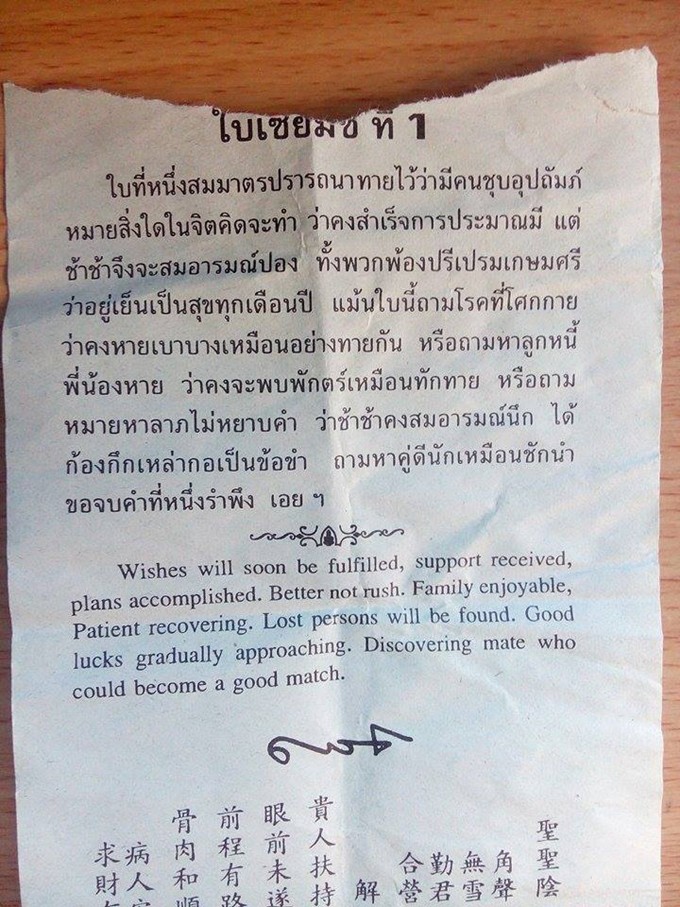 ใบเซียมซี ที่ 1
ใบที่หนึ่งสมมาตรปรารถนาทายไว้ว่ามีคนชุบอุปถัมภ์
หมายสิ่งใดในจิตคิดจะทำ ว่าคงสำเร็จการประมาณมี แต่
ช้าช้าจึงจะสมอารมณ์ปอง ทั้งพวกพ้องปรีเปรมเกษมศรี
ว่าอยู่เย็นเป็นสุขทุกเดือนปี แม้นใบนี้ถามโรคที่โศกกาย
ว่าคงหายเบาบางเหมือนอย่างทายกัน หรือถามหาลูกหนี้
พี่น้องหาย ว่าคงจะพบพักตร์เหมือนทักทาย หรือถาม
หมายหาลาภไม่หยาบคำ ว่าช้าช้าคงสมอารมณ์นึก ได้
ก้องกึกเหล่ากอเป็นข้อขำ ถามหาคู่ดีนักเหมือนชักนำ
ขอจบคำที่หนึ่งรำพึง เอย ฯ
Wishes will soon be fulfilled, support received,
plans accomplished. Better not rush. Family enjoyable,
Patient recovering. Lost persons will be found. Good
lucks gradually approaching. Discovering mate who
could become a good match.
聖聖陰
角聲
無雪
勤君
合營
解
貴人扶持
眼前未遂
前程有路
骨肉和順
病人
求財